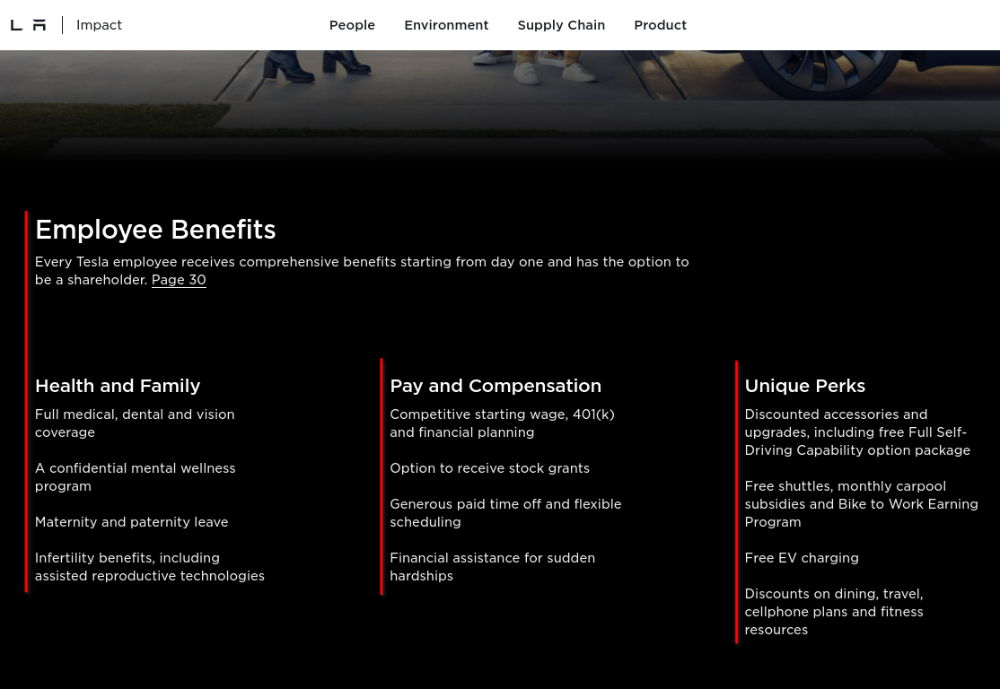 Impact
People
Environment
Supply Chain
Product
Employee Benefits
Every Tesla employee receives comprehensive benefits starting from day one and has the option to
be a shareholder. Page 30
Health and Family
Full medical, dental and vision
coverage
A confidential mental wellness
program
Maternity and paternity leave
Infertility benefits, including
assisted reproductive technologies
Pay and Compensation
Competitive starting wage, 401(k)
and financial planning
Option to receive stock grants
Generous paid time off and flexible
scheduling
Financial assistance for sudden
hardships
Unique Perks
Discounted accessories and
upgrades, including free Full Self-
Driving Capability option package
Free shuttles, monthly carpool
subsidies and Bike to Work Earning
Program
Free EV charging
Discounts on dining, travel,
cellphone plans and fitness
resources